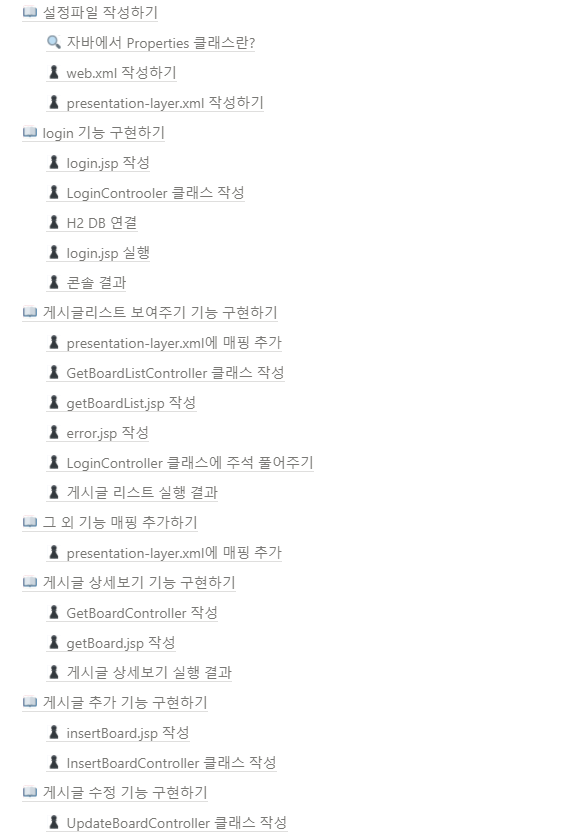 설정파일 작성하기
자바에서 Properties 클래스란?
web.xml 작성하기
presentation-layer.xml 작성하기
login 기능 구현하기
login.jsp 작성
LoginControoler 클래스 작성
H2 DB 연결
login.jsp 실행
콘솔 결과
게시글리스트 보여주기 기능 구현하기
presentation-layer.xml에 매핑 추가
GetBoardListController 클래스 작성
getBoardList.jsp 작성
error.jsp 작성
LoginController 클래스에 주석 풀어주기
게시글 리스트 실행 결과
그 외 기능 매핑 추가하기
presentation-layer.xml에 매핑 추가
게시글 상세보기 기능 구현하기
GetBoardController 작성
getBoard.jsp 작성
게시글 상세보기 실행 결과
게시글 추가 기능 구현하기
insertBoard.jsp 작성
InsertBoardController 클래스 작성
게시글 수정 기능 구현하기
UpdateBoardController 클래스 작성